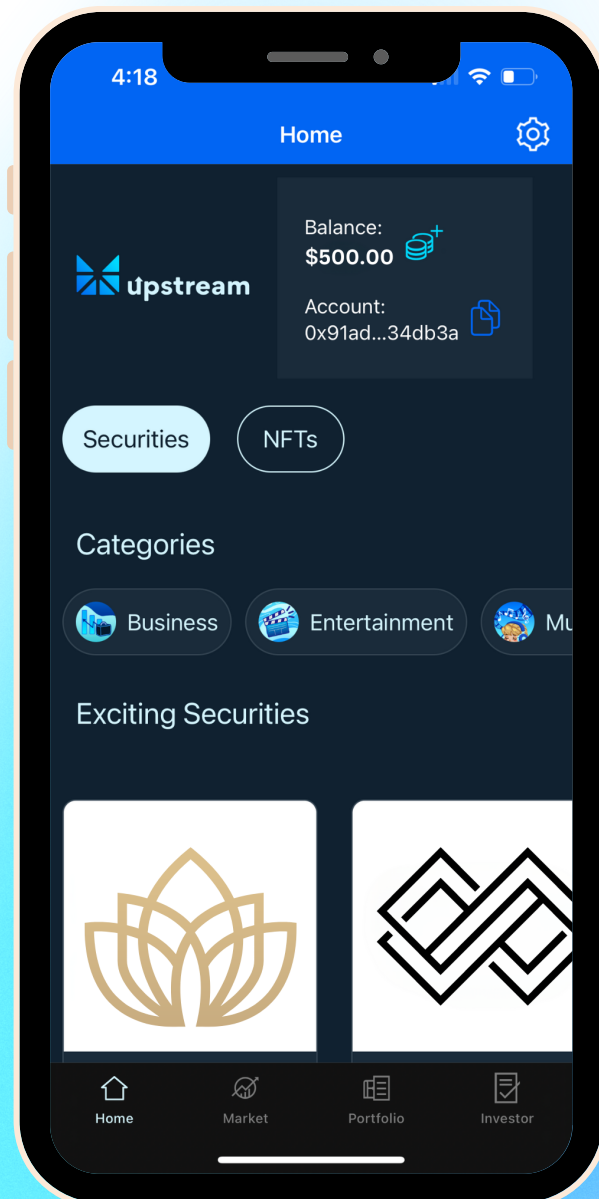 4:18
Home
upstream
Balance:
$500.00
Account:
0x91ad...34db3a
Securities
NFTs
Categories
Business
Entertainment
Mu
Exciting Securities
Home
Market
Portfolio
Investor